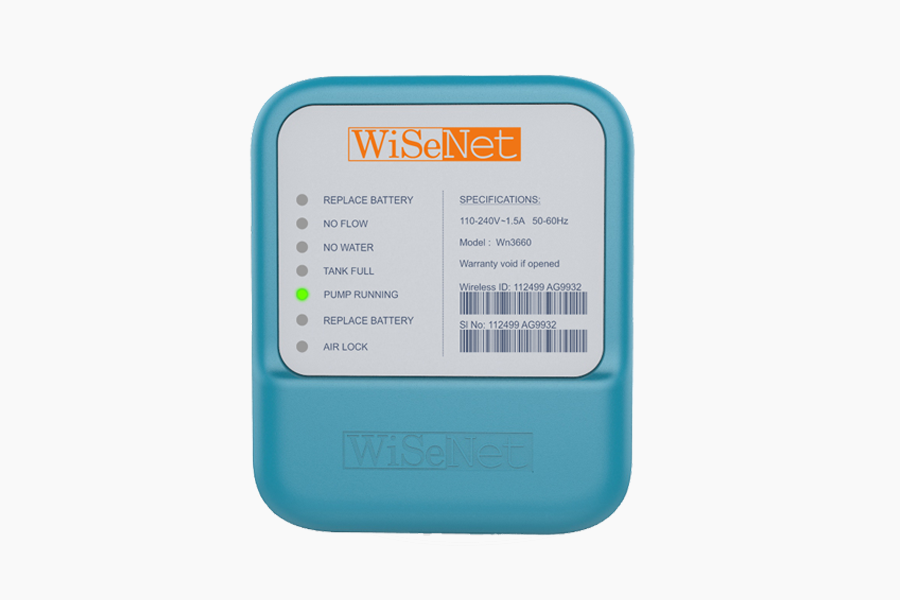 WiSeNet
REPLACE BATTERY
NO FLOW
NO WATER
TANK FULL
PUMP RUNNING
REPLACE BATTERY
AIR LOCK
SPECIFICATIONS:
110-240V~1.5A 50-60Hz
Model : Wn3660
Warranty void if opened
Wireless ID: 112499 AG9932
Sl No: 112499 AG9932
WiSeNet